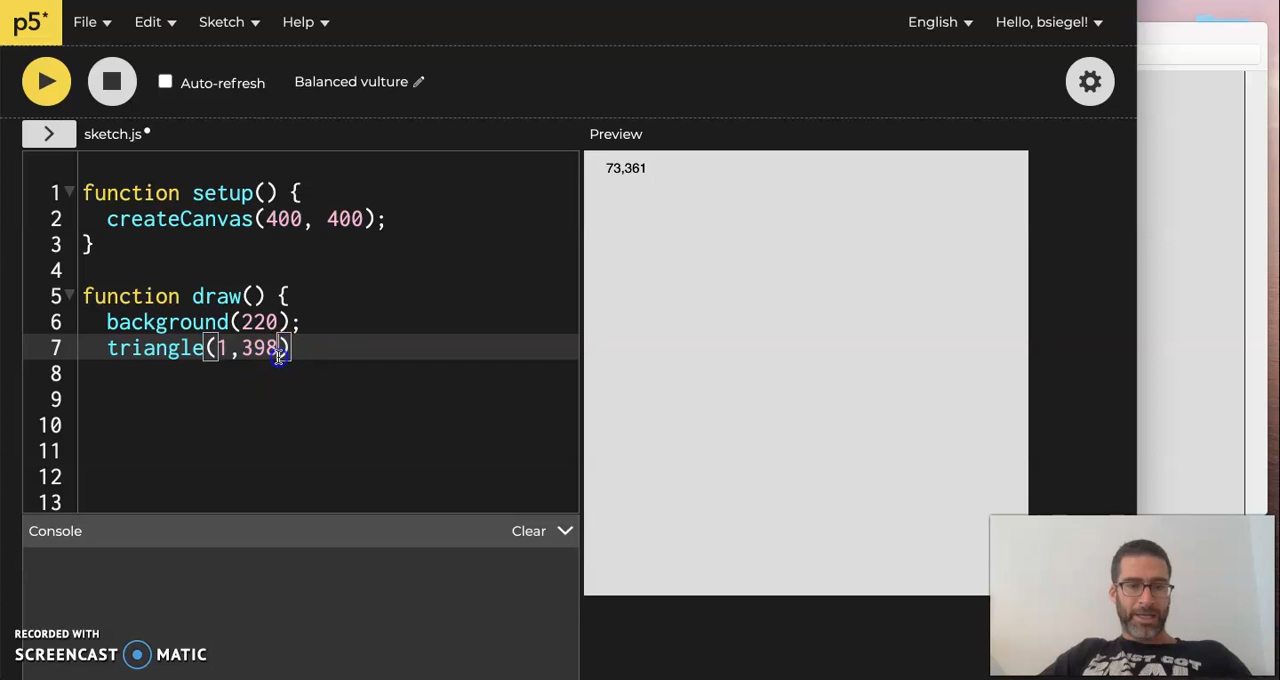 p5* File Edit Sketch Help English Hello, bsiegel!
Auto-refresh Balanced vulture
sketch.js
Preview
73,361
1 function setup() {
2 createCanvas(400, 400);
3 }
4
5 function draw() {
6 background(220);
7 triangle(1,398)
8
9
10
11
12
13
Console Clear
RECORDED WITH
SCREENCAST MATIC
JUST GOT